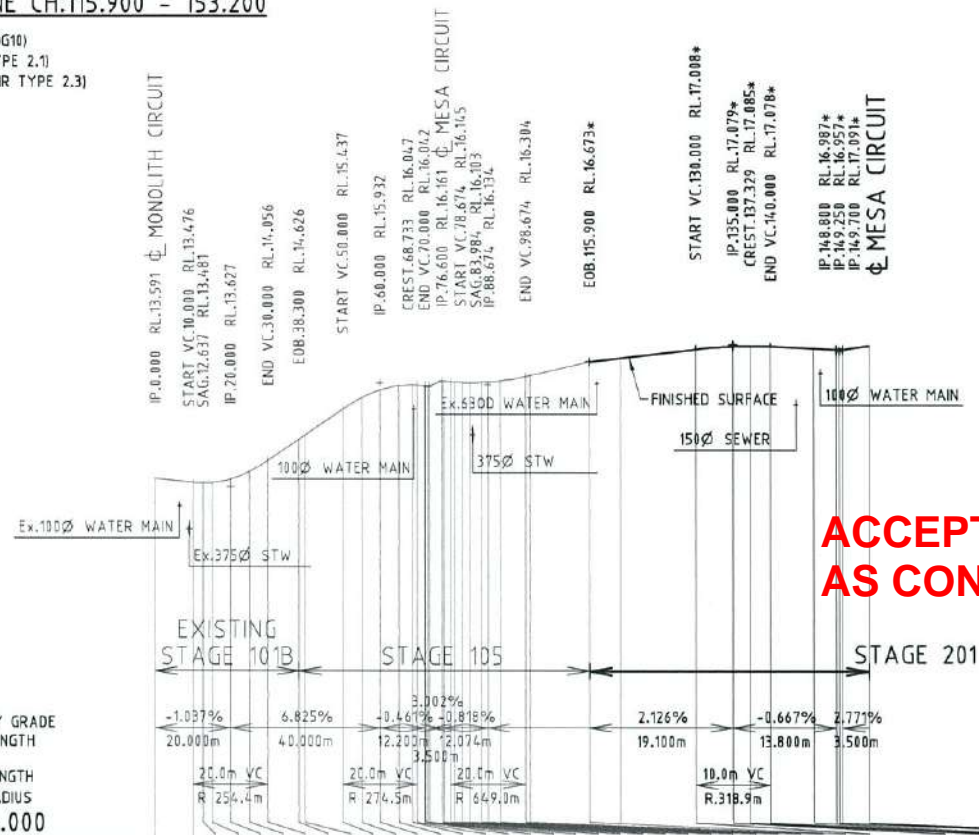 NE CH.115.900 - 153.200
G10)
PE 2.1)
R TYPE 2.3)
IP.0.000 RL.13.591 ℄ MONOLITH CIRCUIT
START VC.10.000 RL.13.476
SAG.12.637 RL.13.481
IP.20.000 RL.13.627
END VC.30.000 RL.14.056
EOB.38.300 RL.14.626
START VC.50.000 RL.15.437
IP.60.000 RL.15.932
CREST.68.733 RL.16.047
END VC.70.000 RL.16.042
IP.76.600 RL.16.161 ℄ MESA CIRCUIT
START VC.78.674 RL.16.145
SAG.83.984 RL.16.103
IP.88.674 RL.16.134
END VC.98.674 RL.16.304
EOB.115.900 RL.16.673*
START VC.130.000 RL.17.008*
IP.135.000 RL.17.079*
CREST.137.329 RL.17.085*
END VC.140.000 RL.17.078*
IP.148.800 RL.16.987*
IP.149.250 RL.16.957*
IP.149.700 RL.17.091*
℄ MESA CIRCUIT
Ex.630D WATER MAIN
FINISHED SURFACE
100Ø WATER MAIN
150Ø SEWER
100Ø WATER MAIN
375Ø STW
Ex.100Ø WATER MAIN
Ex.375Ø STW
ACCEPT
AS CON
EXISTING
STAGE 101B
STAGE 105
STAGE 201
Y GRADE
NGTH
-1.037%
6.825%
-0.461%
3.002%
-0.818%
2.126%
-0.667%
2.771%
20.000m
40.000m
12.200m
3.500m
12.074m
19.100m
13.800m
3.500m
NGTH
DIUS
20.0m VC
R 254.4m
20.0m VC
R 274.5m
20.0m VC
R 649.0m
10.0m VC
R.318.9m
.000